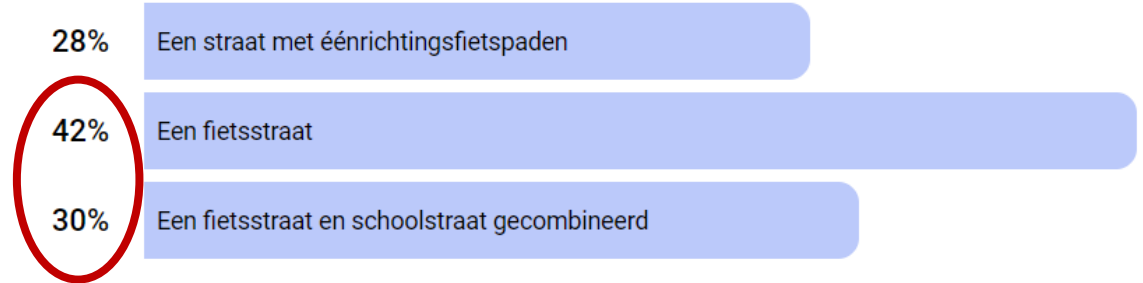 28% Een straat met éénrichtingsfietspaden
42% Een fietsstraat
30% Een fietsstraat en schoolstraat gecombineerd